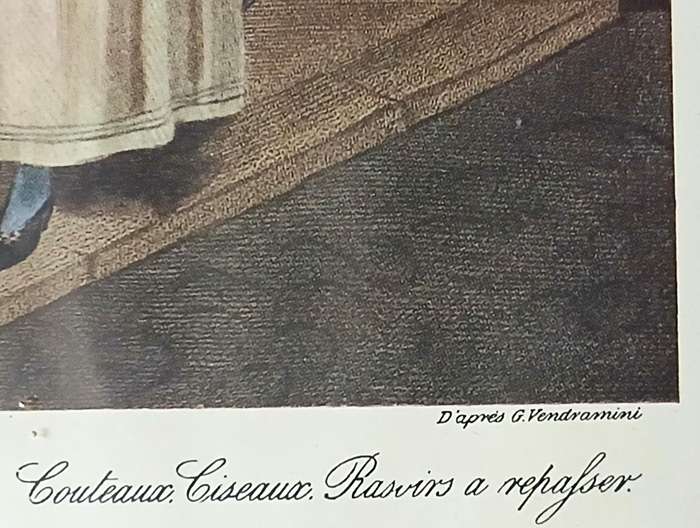 D'après G. Vendramini
Couteaux. Ciseaux. Rasoirs a repaſser.